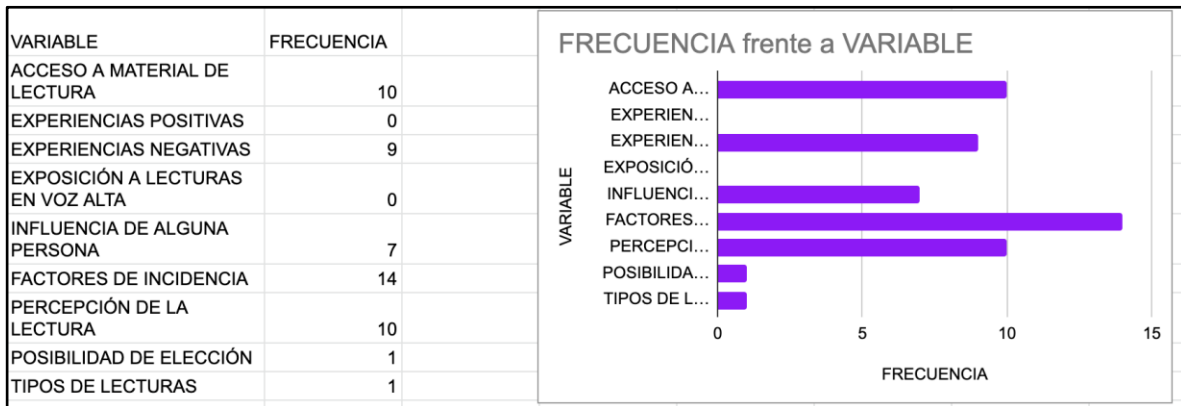 VARIABLE FRECUENCIA
ACCESO A MATERIAL DE
LECTURA 10
EXPERIENCIAS POSITIVAS 0
EXPERIENCIAS NEGATIVAS 9
EXPOSICIÓN A LECTURAS
EN VOZ ALTA 0
INFLUENCIA DE ALGUNA
PERSONA 7
FACTORES DE INCIDENCIA 14
PERCEPCIÓN DE LA
LECTURA 10
POSIBILIDAD DE ELECCIÓN 1
TIPOS DE LECTURAS 1
FRECUENCIA frente a VARIABLE
VARIABLE
ACCESO A…
EXPERIEN…
EXPERIEN…
EXPOSICIÓ…
INFLUENCI…
FACTORES…
PERCEPCI…
POSIBILIDA…
TIPOS DE L…
0 5 10 15
FRECUENCIA